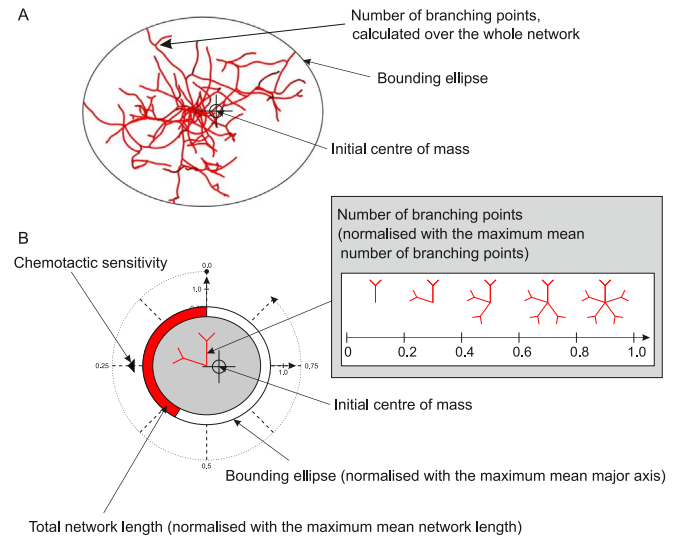 A
Number of branching points,
calculated over the whole network
Bounding ellipse
Initial centre of mass
B
Chemotactic sensitivity
Number of branching points
(normalised with the maximum mean
number of branching points)
0
0.2
0.4
0.6
0.8
1.0
0.0
1.0
0.25
1.0
0.75
0.5
Initial centre of mass
Bounding ellipse (normalised with the maximum mean major axis)
Total network length (normalised with the maximum mean network length)